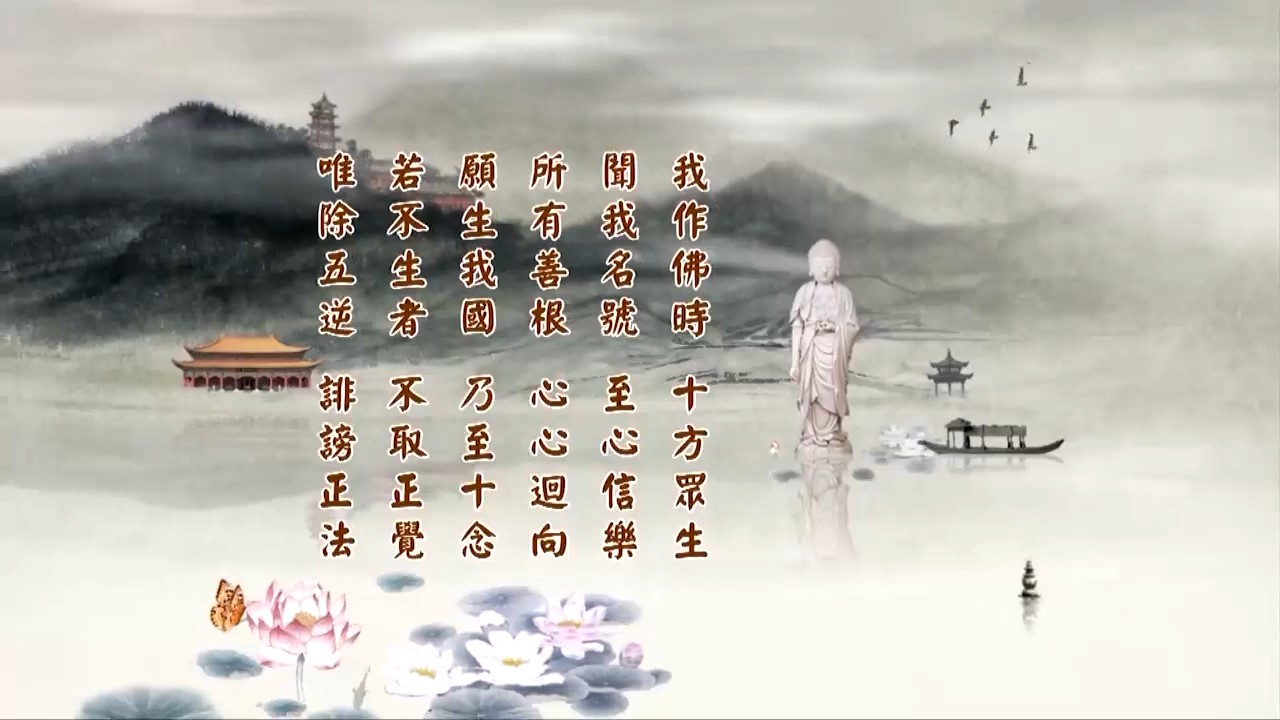 我作佛時 十方眾生
聞我名號 至心信樂
所有善根 心心迴向
願生我國 乃至十念
若不生者 不取正覺
唯除五逆 誹謗正法